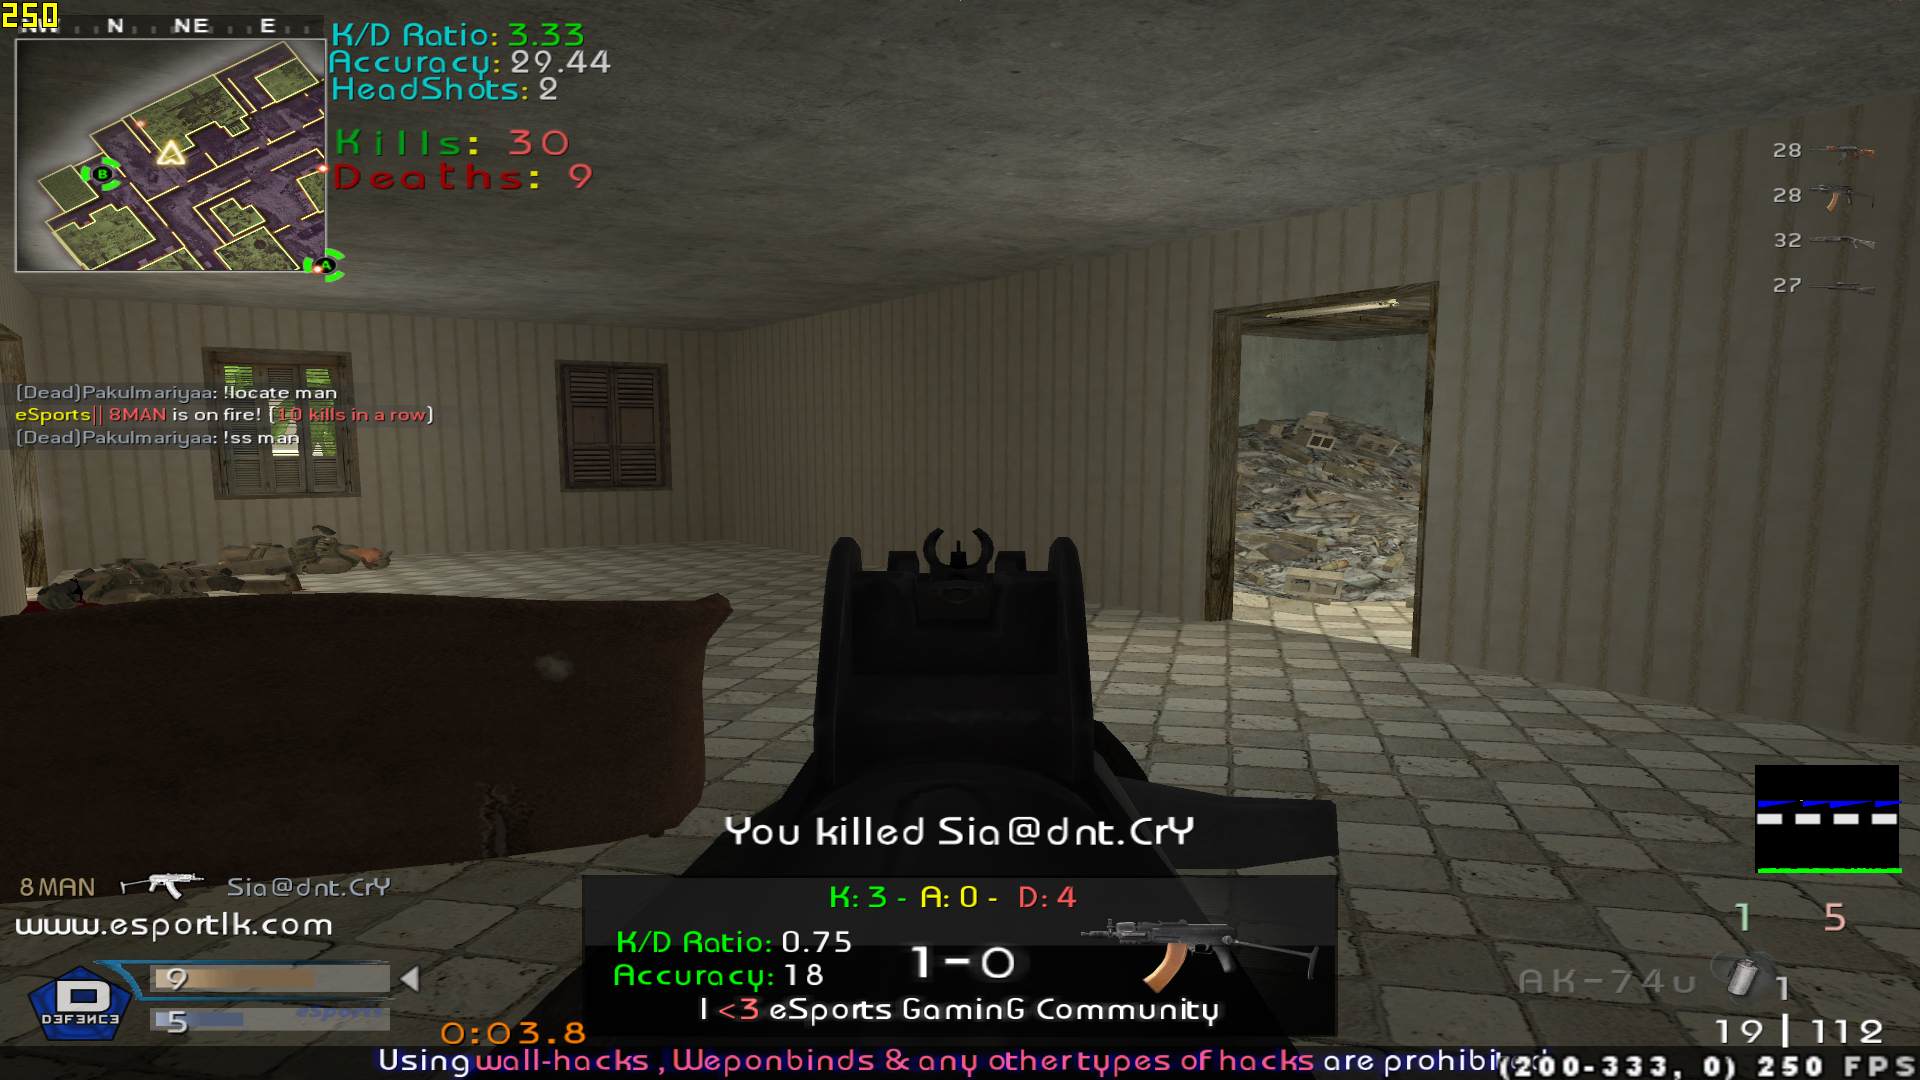 250
NW N NE E
K/D Ratio: 3.33
Accuracy: 29.44
HeadShots: 2
Kills: 30
Deaths: 9
B
A
28
28
32
27
(Dead)Pakulmariyaa: !locate man
eSports|| 8MAN is on fire! (10 kills in a row)
(Dead)Pakulmariyaa: !ss man
You killed Sia@dnt.CrY
8MAN Sia@dnt.CrY
www.esportlk.com
K: 3 - A: 0 - D: 4
K/D Ratio: 0.75
Accuracy: 18
1-0
I <3 eSports GaminG Community
1 5
AK-74u 1
19 | 112
9
D
D3F3NC3
5
eSports
0:03.8
Using wall-hacks , Weponbinds & any other types of hacks are prohibi
(200-333, 0) 250 FPS